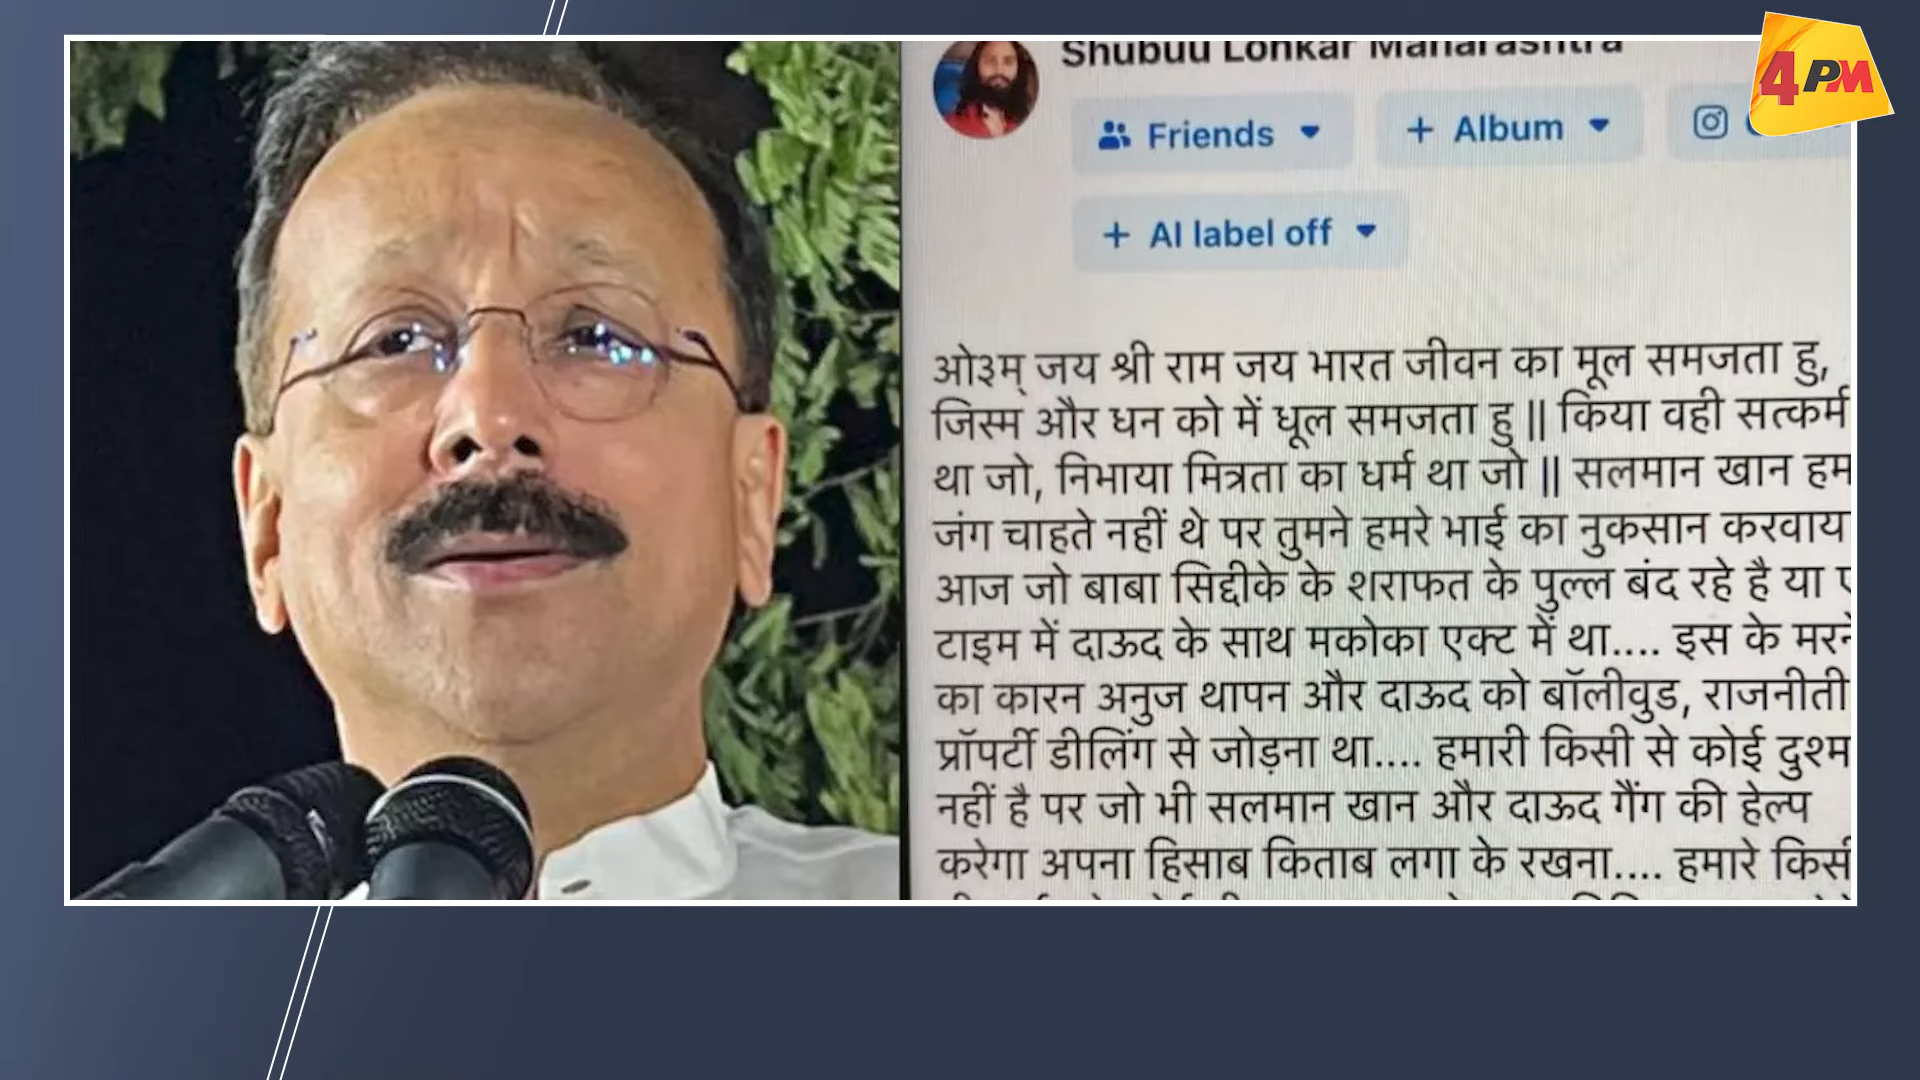 4PM
Shubuu Lonkar Maharashtra
Friends
+ Album
+ AI label off
ओ३म् जय श्री राम जय भारत जीवन का मूल समजता हु,
जिस्म और धन को में धूल समजता हु || किया वही सत्कर्म
था जो, निभाया मित्रता का धर्म था जो || सलमान खान हम
जंग चाहते नहीं थे पर तुमने हमरे भाई का नुकसान करवाय
आज जो बाबा सिद्दीके के शराफत के पुल्ल बंद रहे है या
टाइम में दाऊद के साथ मकोका एक्ट में था.... इस के मरने
का कारन अनुज थापन और दाऊद को बॉलीवुड, राजनीती
प्रॉपर्टी डीलिंग से जोड़ना था.... हमारी किसी से कोई दुश्म
नहीं है पर जो भी सलमान खान और दाऊद गैंग की हेल्प
करेगा अपना हिसाब किताब लगा के रखना.... हमारे किसी